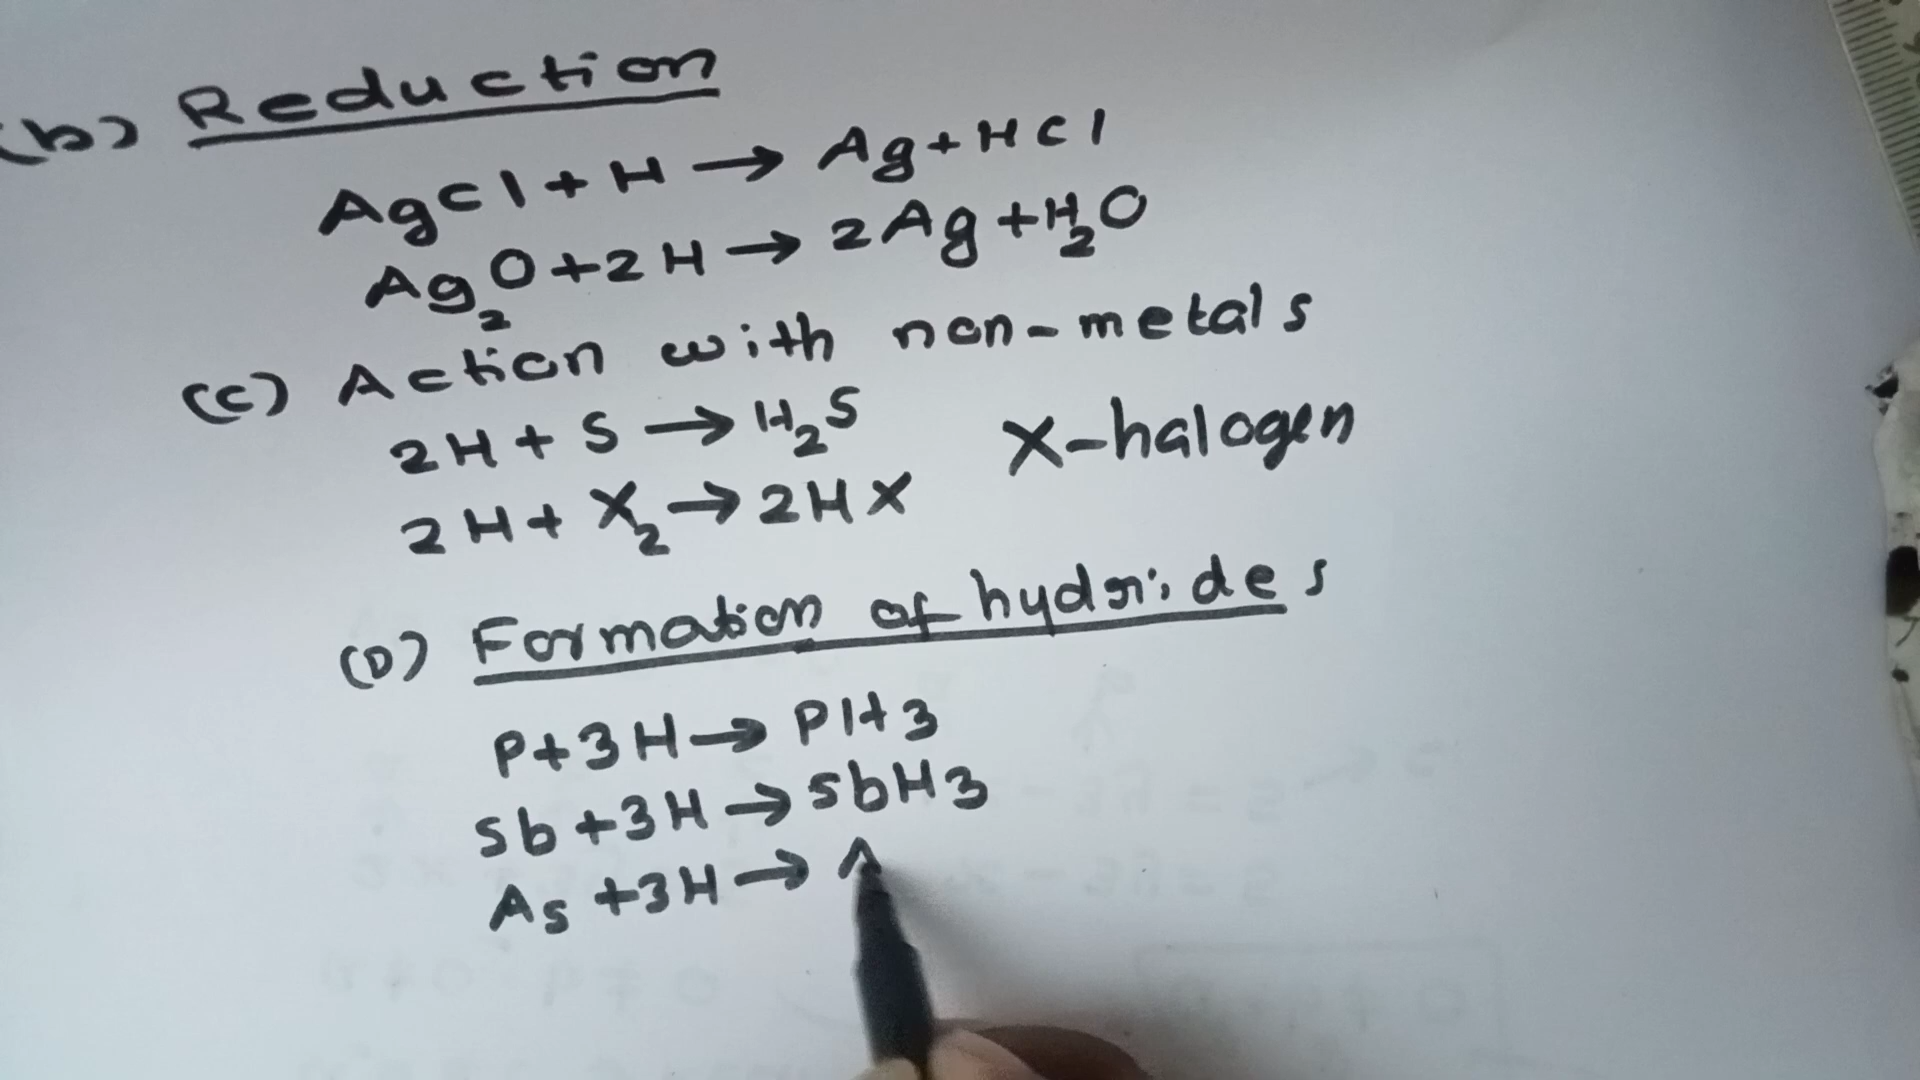 (b) Reduction
AgCl + H → Ag + HCl
Ag₂O + 2H → 2Ag + H₂O
(c) Action with non-metals
2H + S → H₂S
X-halogen
2H + X₂ → 2HX
(D) Formation of hydrides
P + 3H → PH3
Sb + 3H → SbH3
As + 3H → A